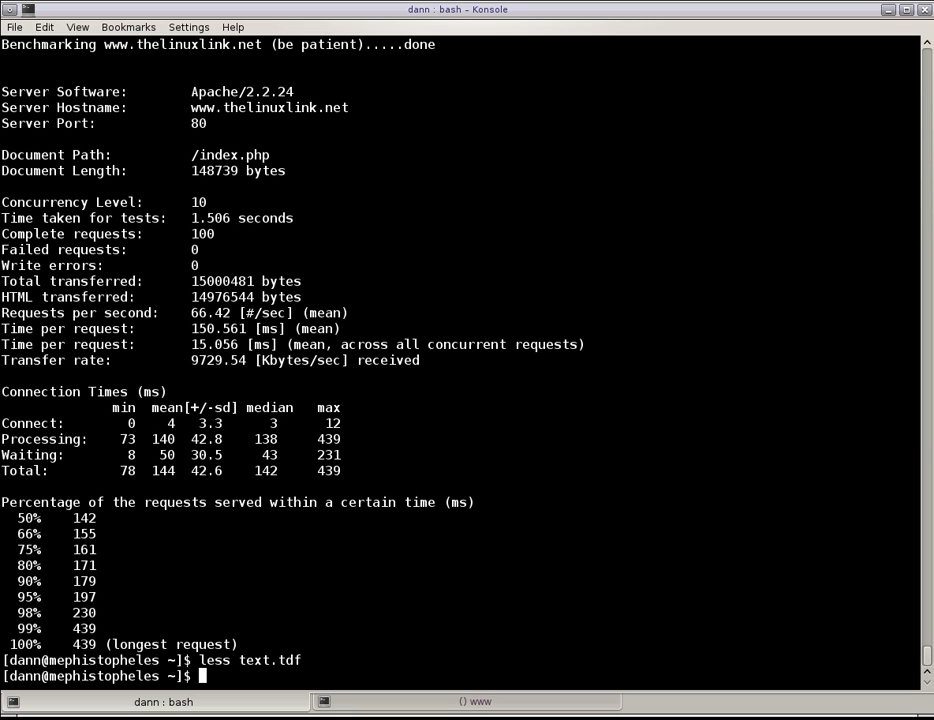 dann : bash - Konsole
File Edit View Bookmarks Settings Help
Benchmarking www.thelinuxlink.net (be patient).....done
Server Software:        Apache/2.2.24
Server Hostname:        www.thelinuxlink.net
Server Port:            80
Document Path:          /index.php
Document Length:        148739 bytes
Concurrency Level:      10
Time taken for tests:   1.506 seconds
Complete requests:      100
Failed requests:        0
Write errors:           0
Total transferred:      15000481 bytes
HTML transferred:       14976544 bytes
Requests per second:    66.42 [#/sec] (mean)
Time per request:       150.561 [ms] (mean)
Time per request:       15.056 [ms] (mean, across all concurrent requests)
Transfer rate:          9729.54 [Kbytes/sec] received
Connection Times (ms)
              min  mean[+/-sd] median   max
Connect:        0    4   3.3      3      12
Processing:    73  140  42.8    138     439
Waiting:        8   50  30.5     43     231
Total:         78  144  42.6    142     439
Percentage of the requests served within a certain time (ms)
  50%    142
  66%    155
  75%    161
  80%    171
  90%    179
  95%    197
  98%    230
  99%    439
 100%    439 (longest request)
[dann@mephistopheles ~]$ less text.tdf
[dann@mephistopheles ~]$
dann : bash
() www